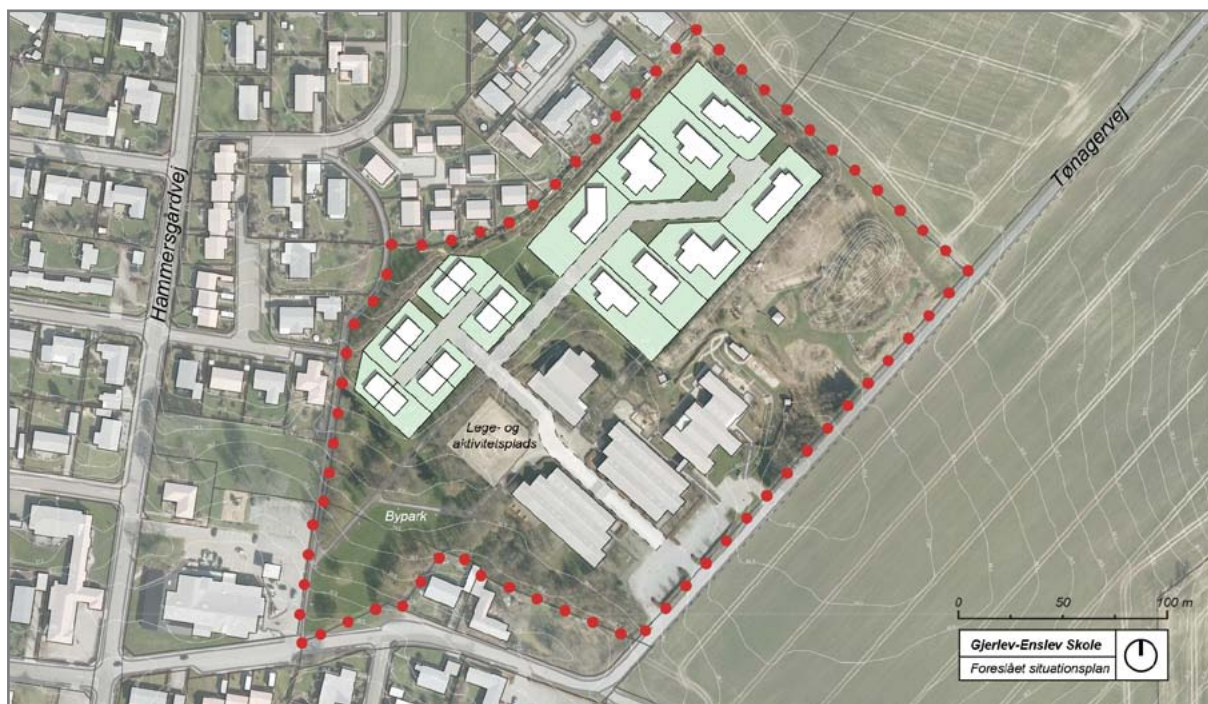 Hammersgårdvej
Tønagervej
Lege- og
aktivitetsplads
Bypark
0 50 100 m
Gjerlev-Enslev Skole
Foreslået situationsplan